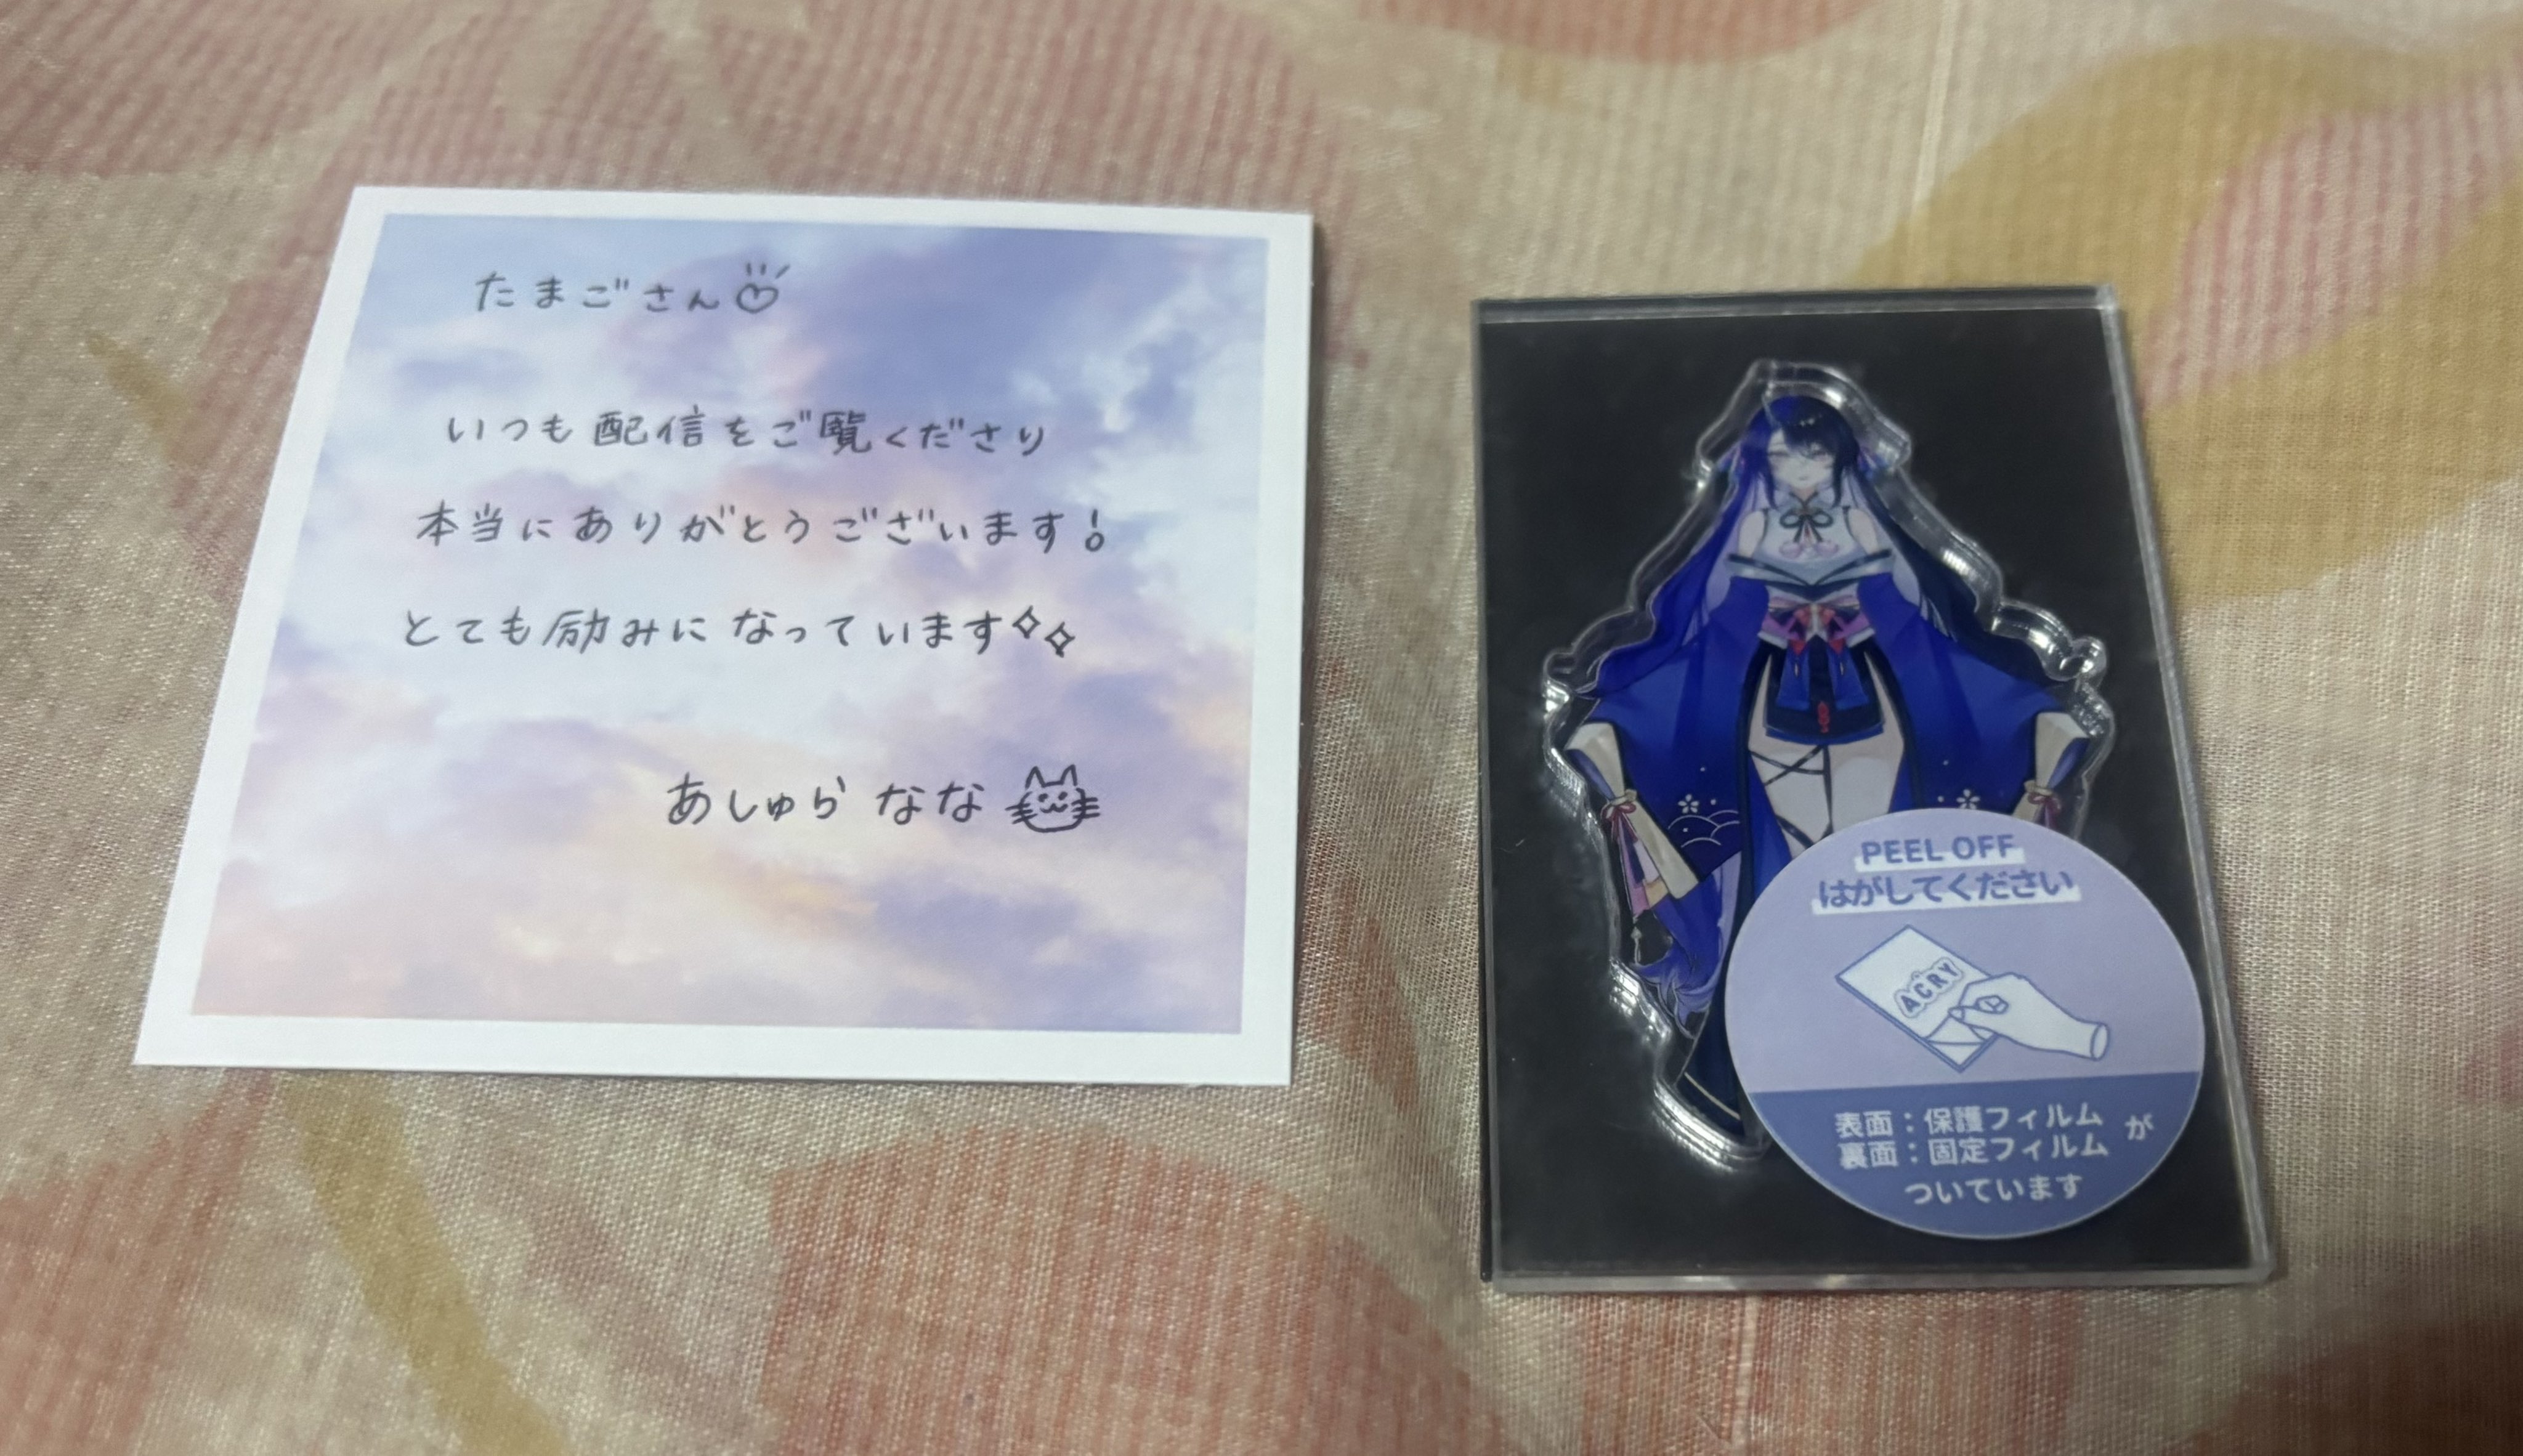 たまごさん
いつも配信をご覧くださり
本当にありがとうございます!
とても励みになっています
あしゅら なな
PEEL OFF
はがしてください
ACRY
表面：保護フィルム
裏面：固定フィルム
が
ついています